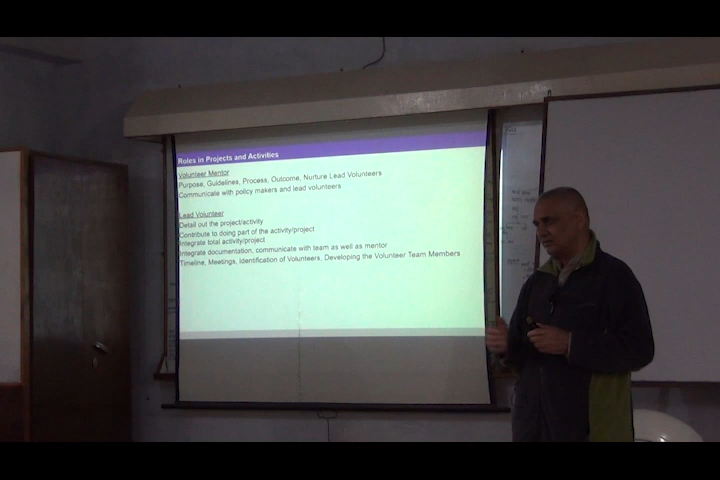 Roles in Projects and Activities
Volunteer Mentor
Purpose, Guidelines, Process, Outcome, Nurture Lead Volunteers
Communicate with policy makers and lead volunteers
Lead Volunteer
Detail out the project/activity
Contribute to doing part of the activity/project
Integrate total activity/project
Integrate documentation, communicate with team as well as mentor
Timeline, Meetings, Identification of Volunteers, Developing the Volunteer Team Members